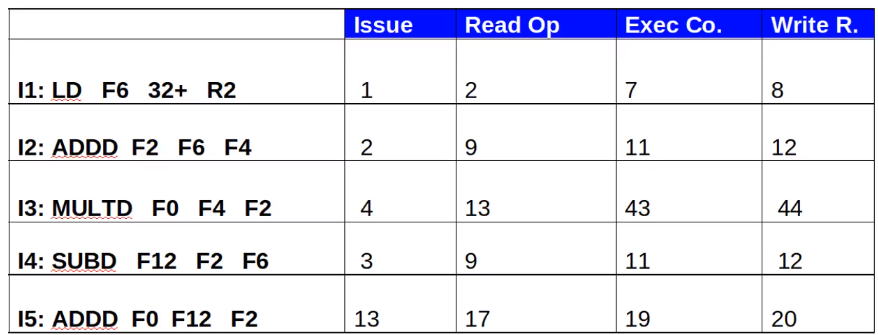 Issue Read Op Exec Co. Write R.
I1: LD F6 32+ R2 1 2 7 8
I2: ADDD F2 F6 F4 2 9 11 12
I3: MULTD F0 F4 F2 4 13 43 44
I4: SUBD F12 F2 F6 3 9 11 12
I5: ADDD F0 F12 F2 13 17 19 20